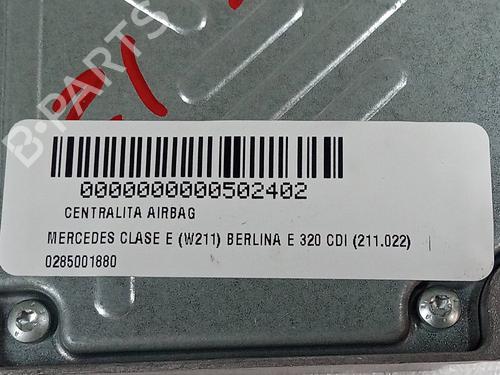 B-PARTS
0000000000502402
CENTRALITA AIRBAG
MERCEDES CLASE E (W211) BERLINA E 320 CDI (211.022)
0285001880